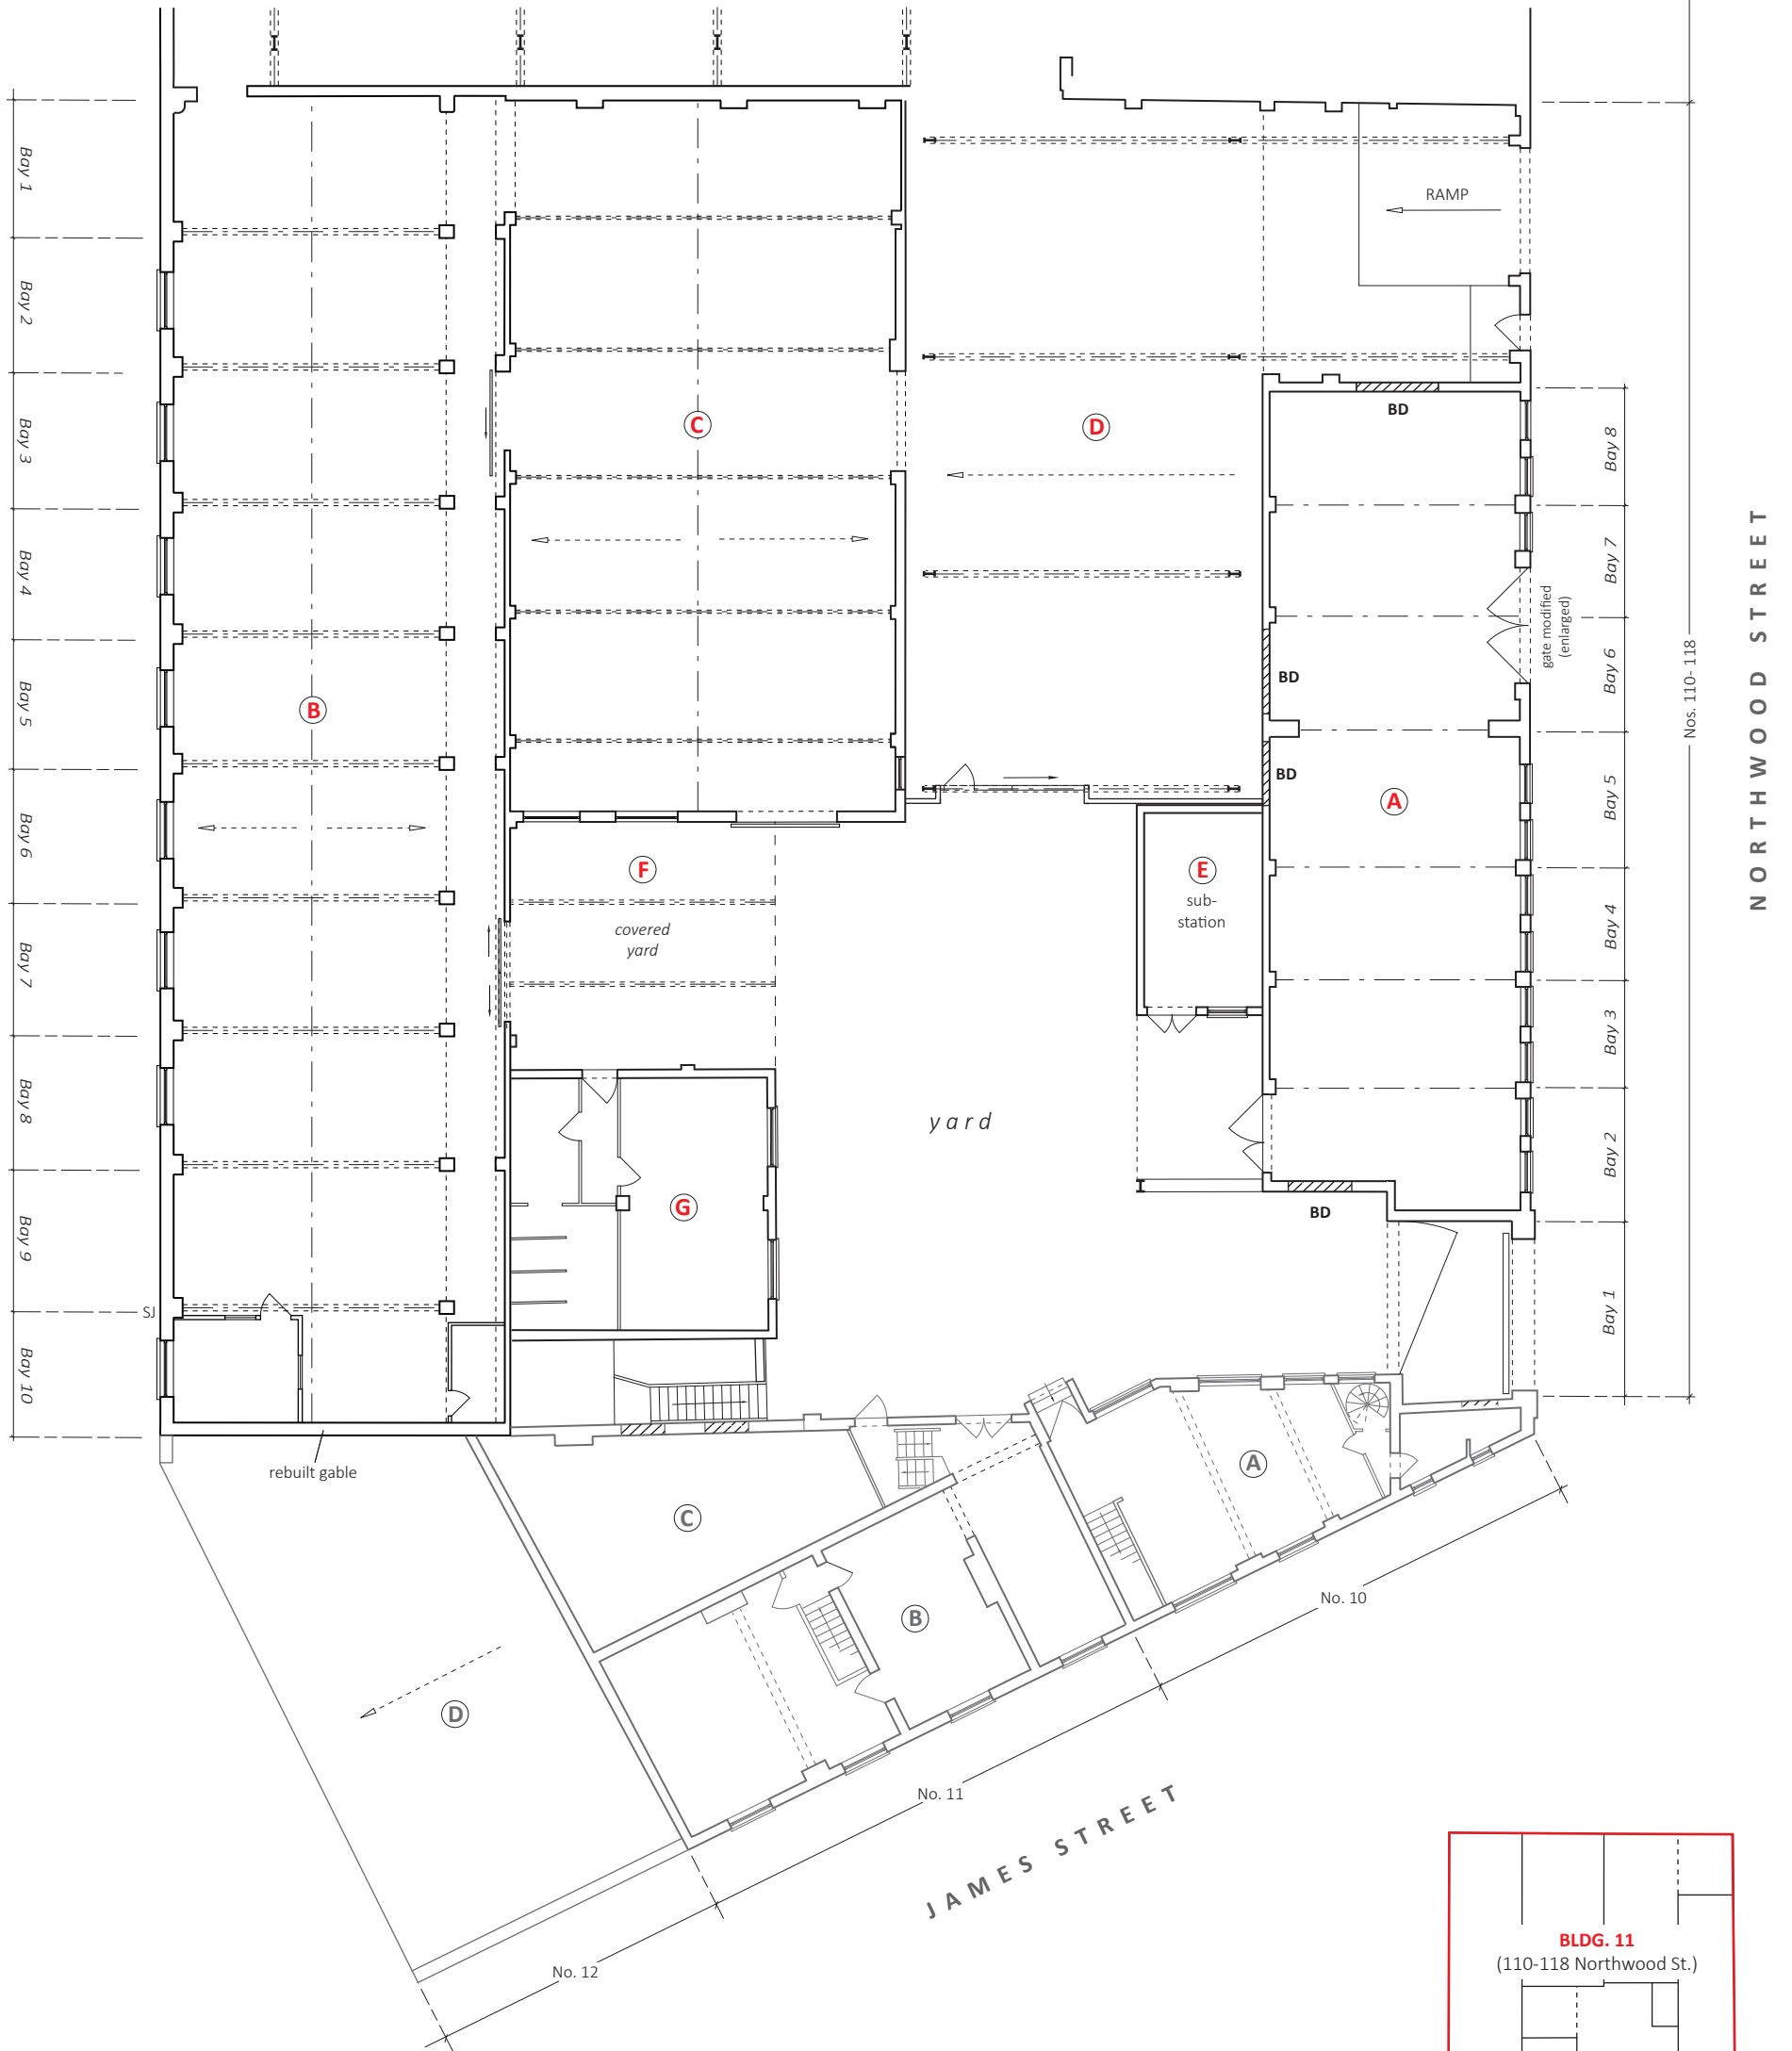 Bay 1
Bay 2
Bay 3
Bay 4
Bay 5
Bay 6
Bay 7
Bay 8
Bay 9
Bay 10
SJ
B
C
D
RAMP
BD
A
BD
BD
E
sub-
station
F
covered
yard
G
yard
BD
Bay 8
Bay 7
gate modified
(enlarged)
Bay 6
Bay 5
Bay 4
Bay 3
Bay 2
Bay 1
Nos. 110- 118
NORTHWOOD STREET
rebuilt gable
A
C
B
D
No. 10
No. 11
No. 12
JAMES STREET
BLDG. 11
(110-118 Northwood St.)